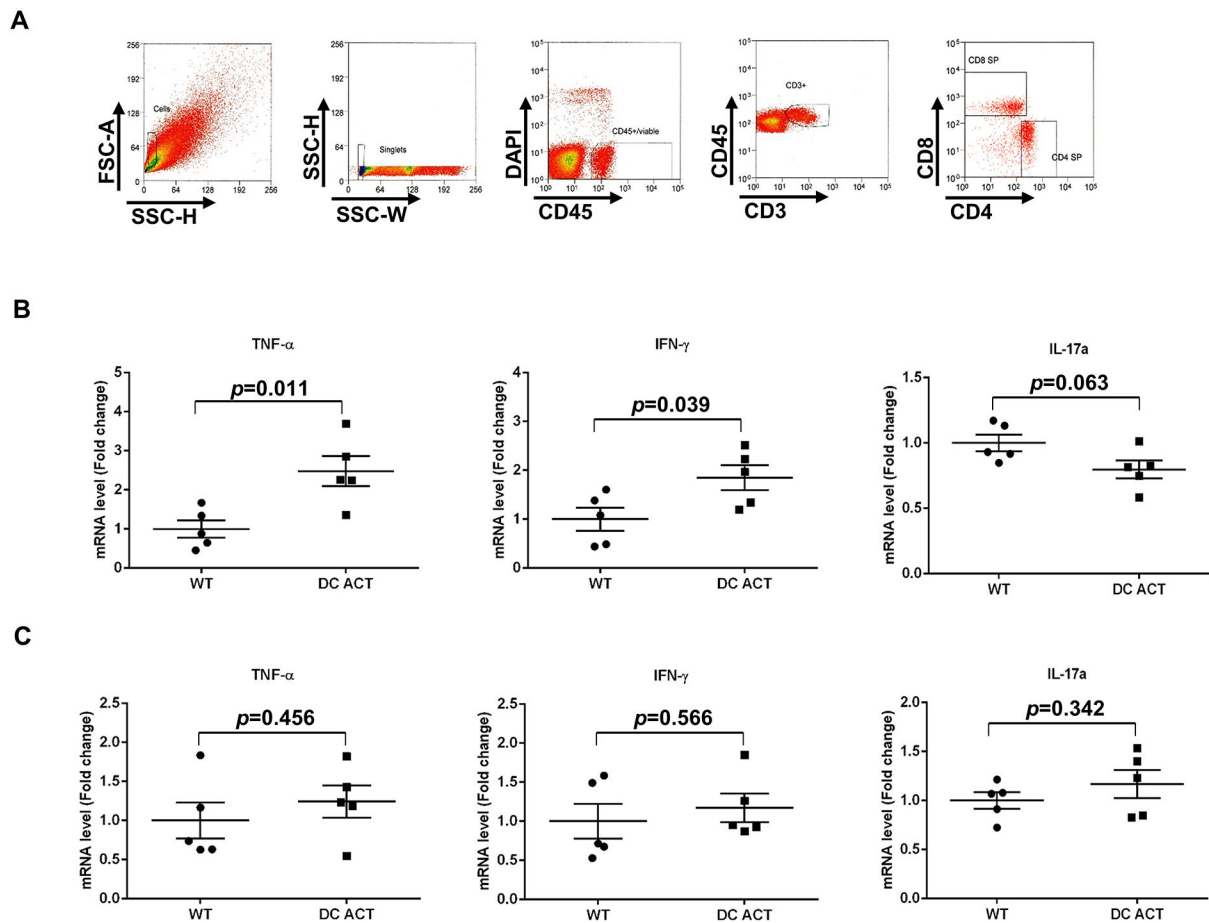 A
256
192
128
64
0
Cells
FSC-A
0 64 128 192 256
SSC-H
256
192
128
64
0
Singlets
SSC-H
0 64 128 192 256
SSC-W
10⁵
10⁴
10³
10²
10¹
10⁰
CD45+/viable
DAPI
10⁰ 10¹ 10² 10³ 10⁴ 10⁵
CD45
10⁵
10⁴
10³
10²
10¹
10⁰
CD3+
CD45
10⁰ 10¹ 10² 10³ 10⁴ 10⁵
CD3
10⁵
10⁴
10³
10²
10¹
10⁰
CD8 SP
CD4 SP
CD8
10⁰ 10¹ 10² 10³ 10⁴ 10⁵
CD4
B
TNF-α
p=0.011
mRNA level (Fold change)
5
4
3
2
1
0
WT DC ACT
IFN-γ
p=0.039
mRNA level (Fold change)
4
3
2
1
0
WT DC ACT
IL-17a
p=0.063
mRNA level (Fold change)
1.5
1.0
0.5
0.0
WT DC ACT
C
TNF-α
p=0.456
mRNA level (Fold change)
2.5
2.0
1.5
1.0
0.5
0.0
WT DC ACT
IFN-γ
p=0.566
mRNA level (Fold change)
2.5
2.0
1.5
1.0
0.5
0.0
WT DC ACT
IL-17a
p=0.342
mRNA level (Fold change)
2.0
1.5
1.0
0.5
0.0
WT DC ACT